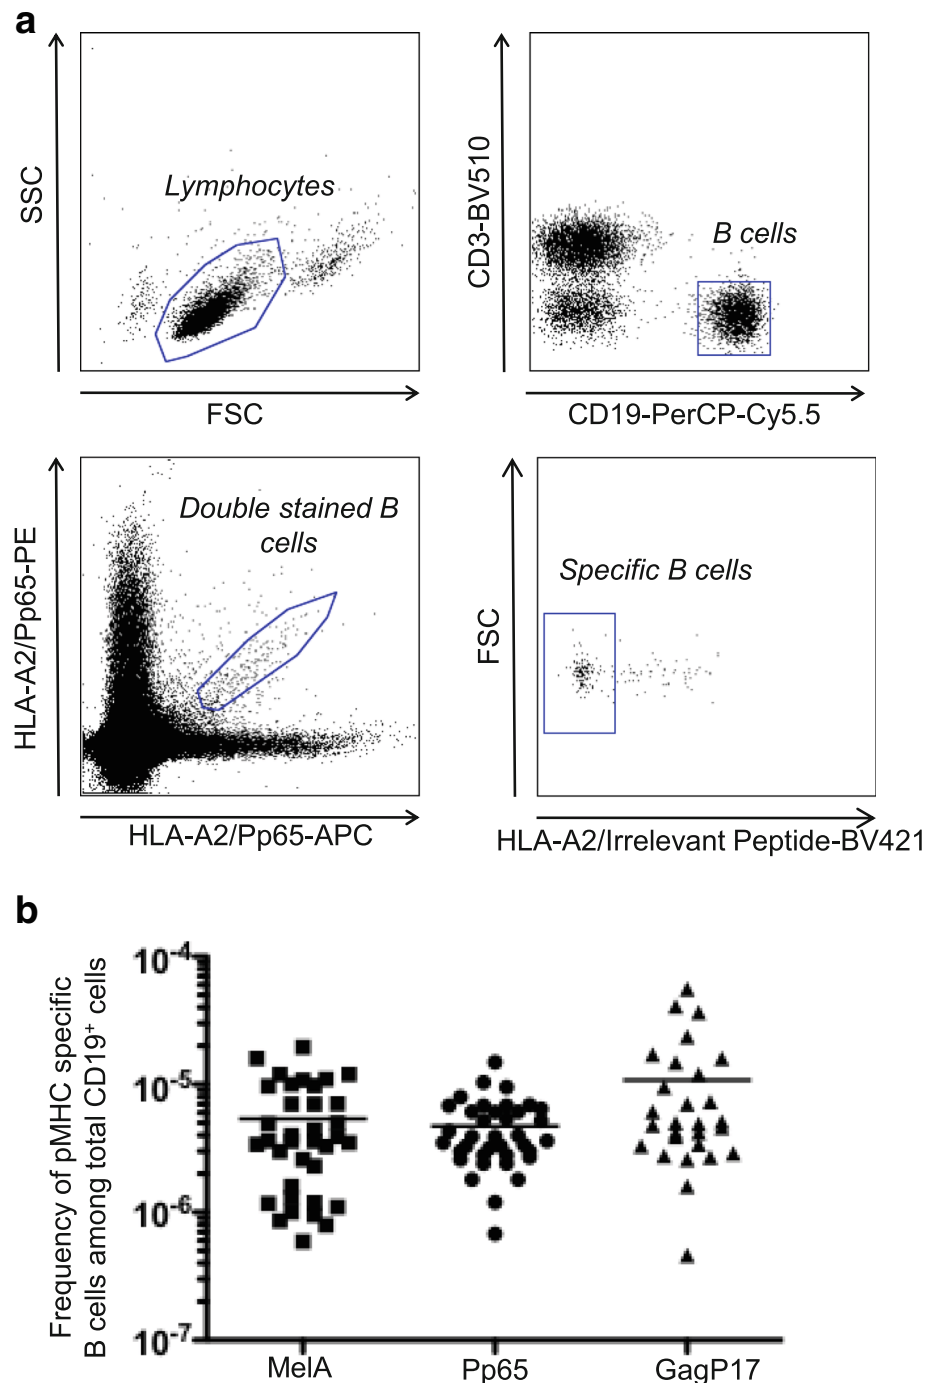 a
SSC
Lymphocytes
FSC
CD3-BV510
B cells
CD19-PerCP-Cy5.5
HLA-A2/Pp65-PE
Double stained B
cells
HLA-A2/Pp65-APC
FSC
Specific B cells
HLA-A2/Irrelevant Peptide-BV421
b
Frequency of pMHC specific
B cells among total CD19⁺ cells
10⁻⁴
10⁻⁵
10⁻⁶
10⁻⁷
MelA
Pp65
GagP17